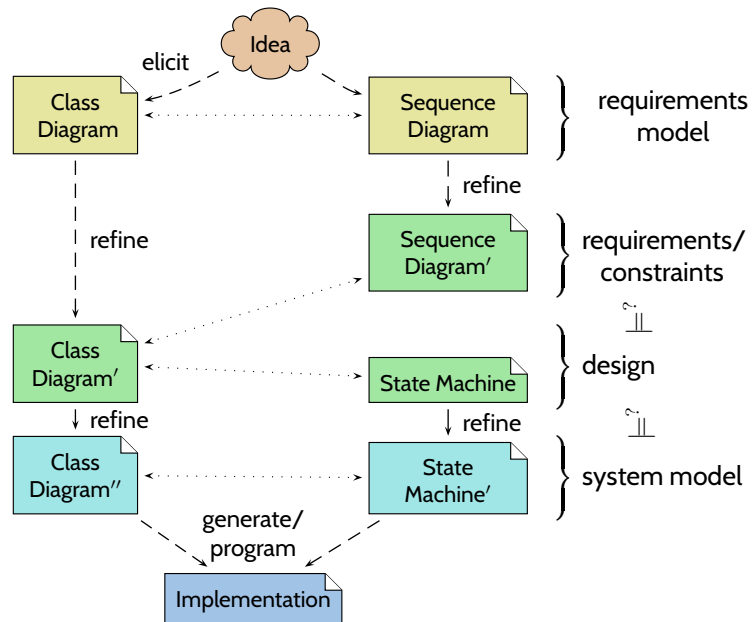 Idea
elicit
Class
Diagram
Sequence
Diagram
requirements
model
refine
refine
Sequence
Diagram′
requirements/
constraints
?
Class
Diagram′
State Machine
design
refine
refine
?
Class
Diagram′′
State
Machine′
system model
generate/
program
Implementation